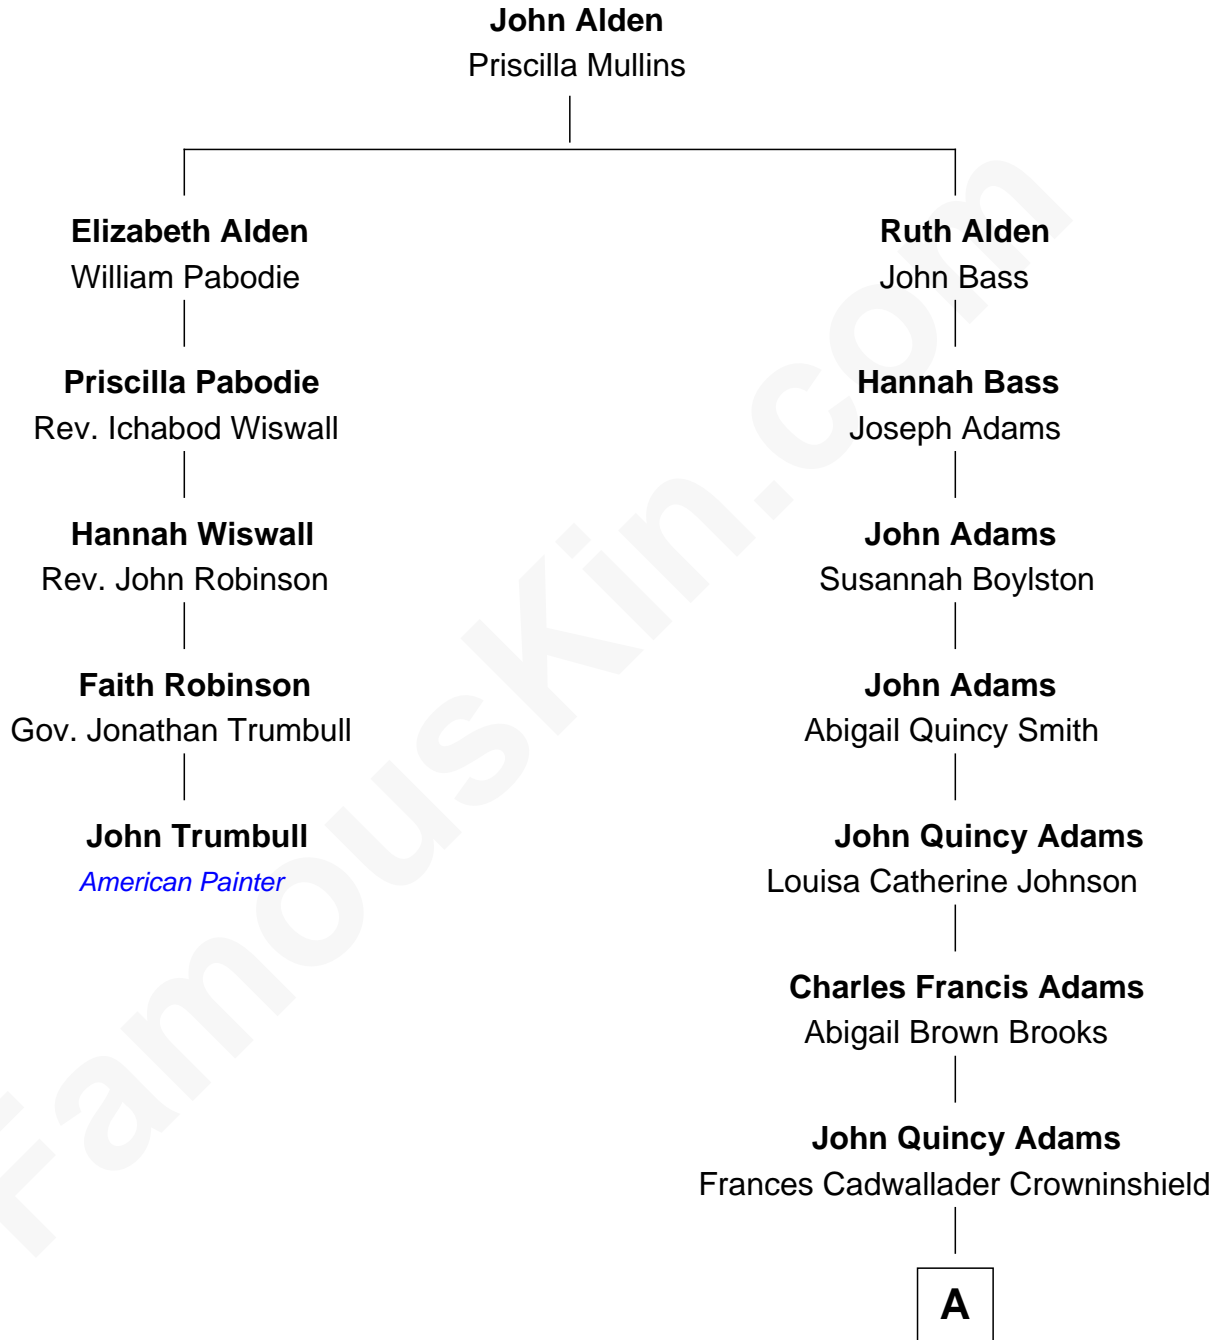 John Alden
Priscilla Mullins
Elizabeth Alden
William Pabodie
Priscilla Pabodie
Rev. Ichabod Wiswall
Hannah Wiswall
Rev. John Robinson
Faith Robinson
Gov. Jonathan Trumbull
John Trumbull
American Painter
Ruth Alden
John Bass
Hannah Bass
Joseph Adams
John Adams
Susannah Boylston
John Adams
Abigail Quincy Smith
John Quincy Adams
Louisa Catherine Johnson
Charles Francis Adams
Abigail Brown Brooks
John Quincy Adams
Frances Cadwallader Crowninshield
A
FamousKin.com